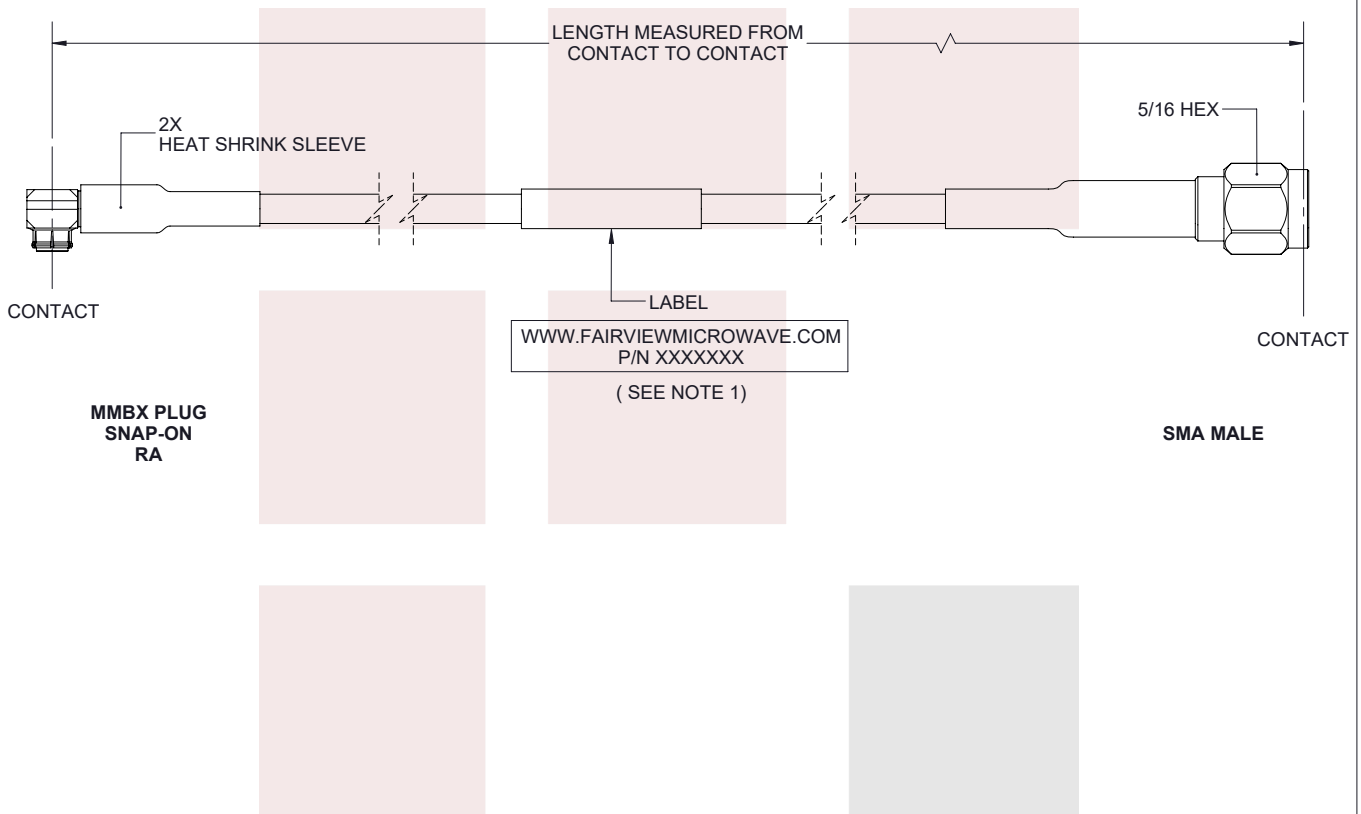 LENGTH MEASURED FROM
CONTACT TO CONTACT
2X
HEAT SHRINK SLEEVE
5/16 HEX
CONTACT
LABEL
WWW.FAIRVIEWMICROWAVE.COM
P/N XXXXXXX
( SEE NOTE 1)
CONTACT
MMBX PLUG
SNAP-ON
RA
SMA MALE